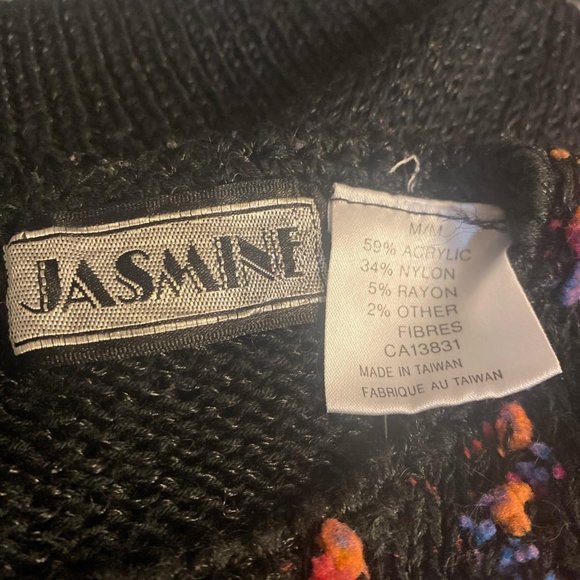 JASMINE
M/M
59% ACRYLIC
34% NYLON
5% RAYON
2% OTHER
FIBRES
CA13831
MADE IN TAIWAN
FABRIQUE AU TAIWAN